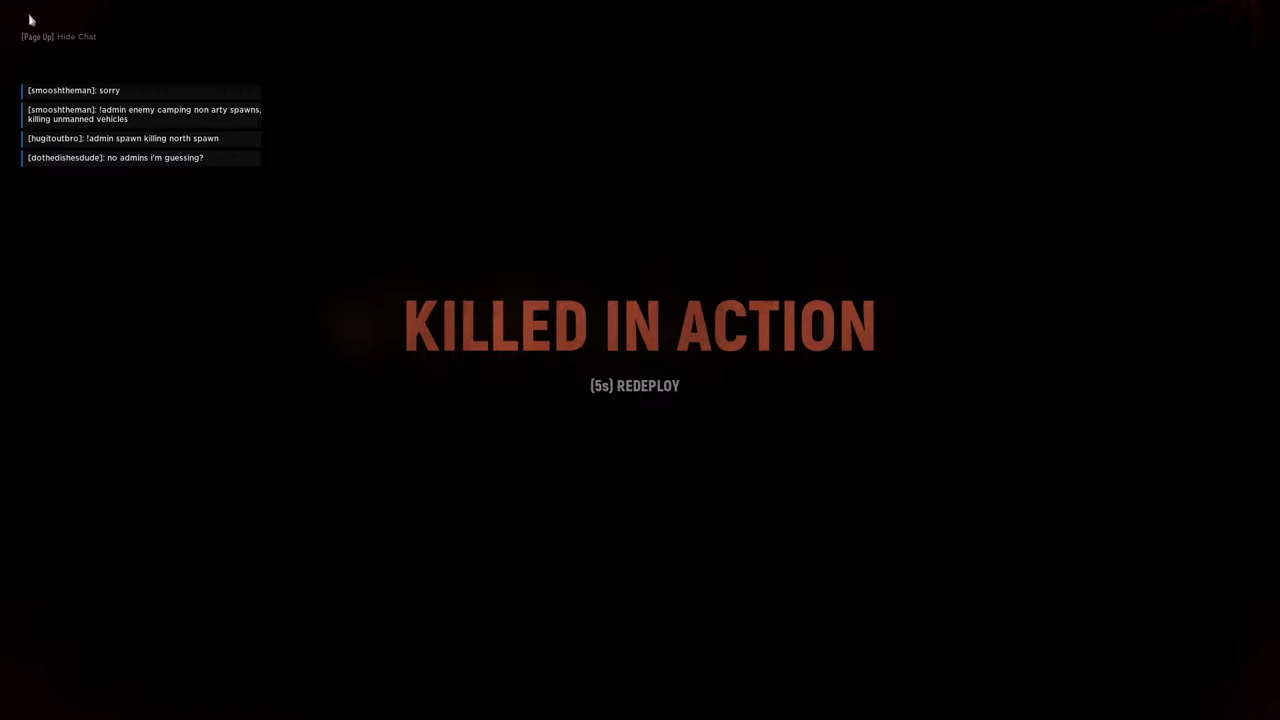 [Page Up] Hide Chat
[smooshtheman]: sorry
[smooshtheman]: !admin enemy camping non arty spawns,
killing unmanned vehicles
[hugitoutbro]: !admin spawn killing north spawn
[dothedishesdude]: no admins i'm guessing?
KILLED IN ACTION
(5s) REDEPLOY